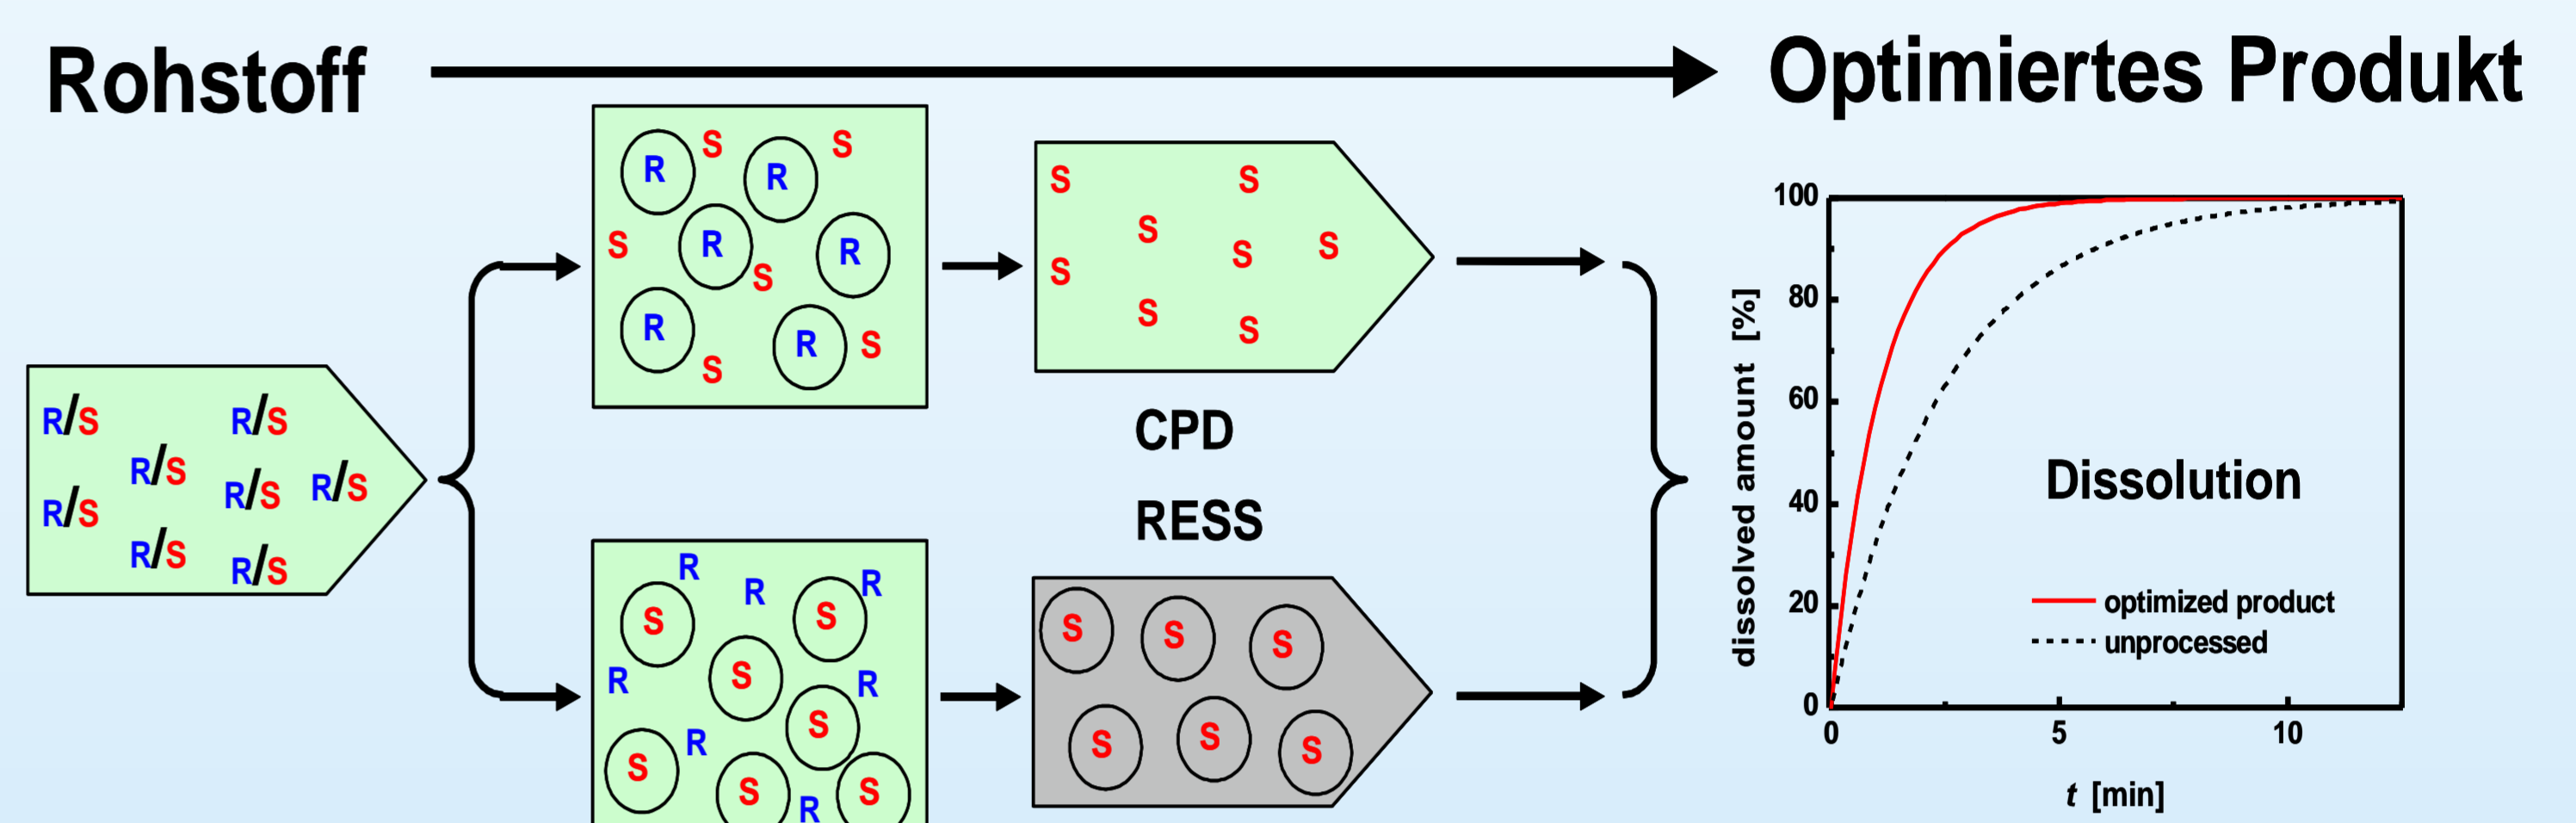 Rohstoff
Optimiertes Produkt
R/S
R/S
R/S
R/S
R/S
R/S
R/S
R/S
R
S
R
S
S
R
S
R
R
R
S
S
S
S
S
S
S
S
S
S
CPD
RESS
R
R
R
S
S
S
R
R
S
R
S
S
R
S
S
S
S
S
S
S
100
80
60
40
20
0
dissolved amount [%]
Dissolution
optimized product
unprocessed
0
5
10
t [min]